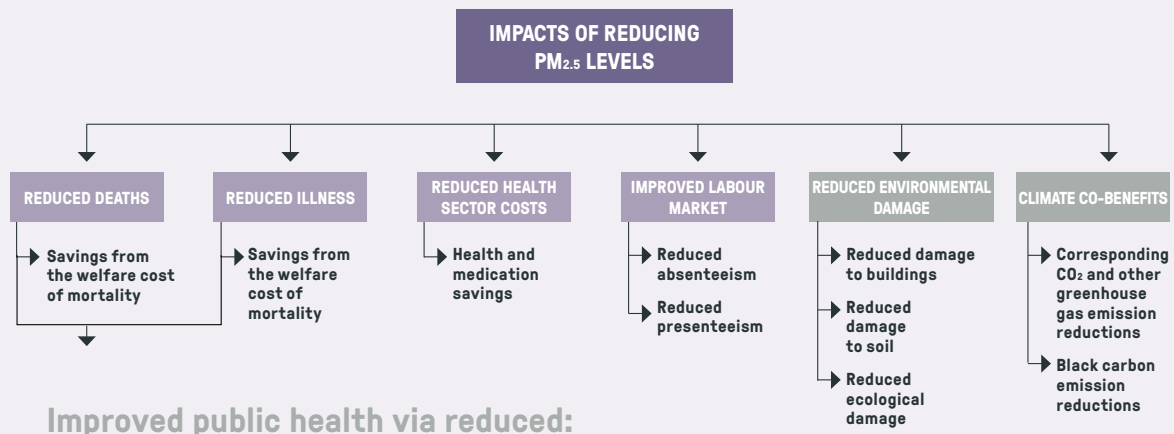 IMPACTS OF REDUCING
PM2.5 LEVELS
REDUCED DEATHS
Savings from
the welfare cost
of mortality
REDUCED ILLNESS
Savings from
the welfare
cost of
mortality
REDUCED HEALTH
SECTOR COSTS
Health and
medication
savings
IMPROVED LABOUR
MARKET
Reduced
absenteeism
Reduced
presenteeism
REDUCED ENVIRONMENTAL
DAMAGE
Reduced damage
to buildings
Reduced
damage
to soil
Reduced
ecological
damage
CLIMATE CO-BENEFITS
Corresponding
CO2 and other
greenhouse
gas emission
reductions
Black carbon
emission
reductions
Improved public health via reduced: